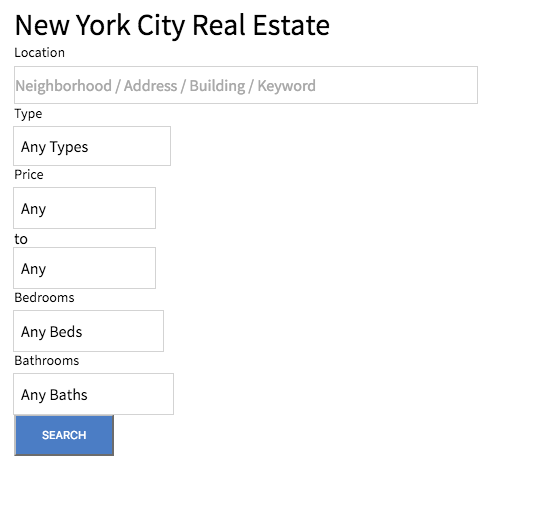 New York City Real Estate
Location
Neighborhood / Address / Building / Keyword
Type
Any Types
Price
Any
to
Any
Bedrooms
Any Beds
Bathrooms
Any Baths
SEARCH